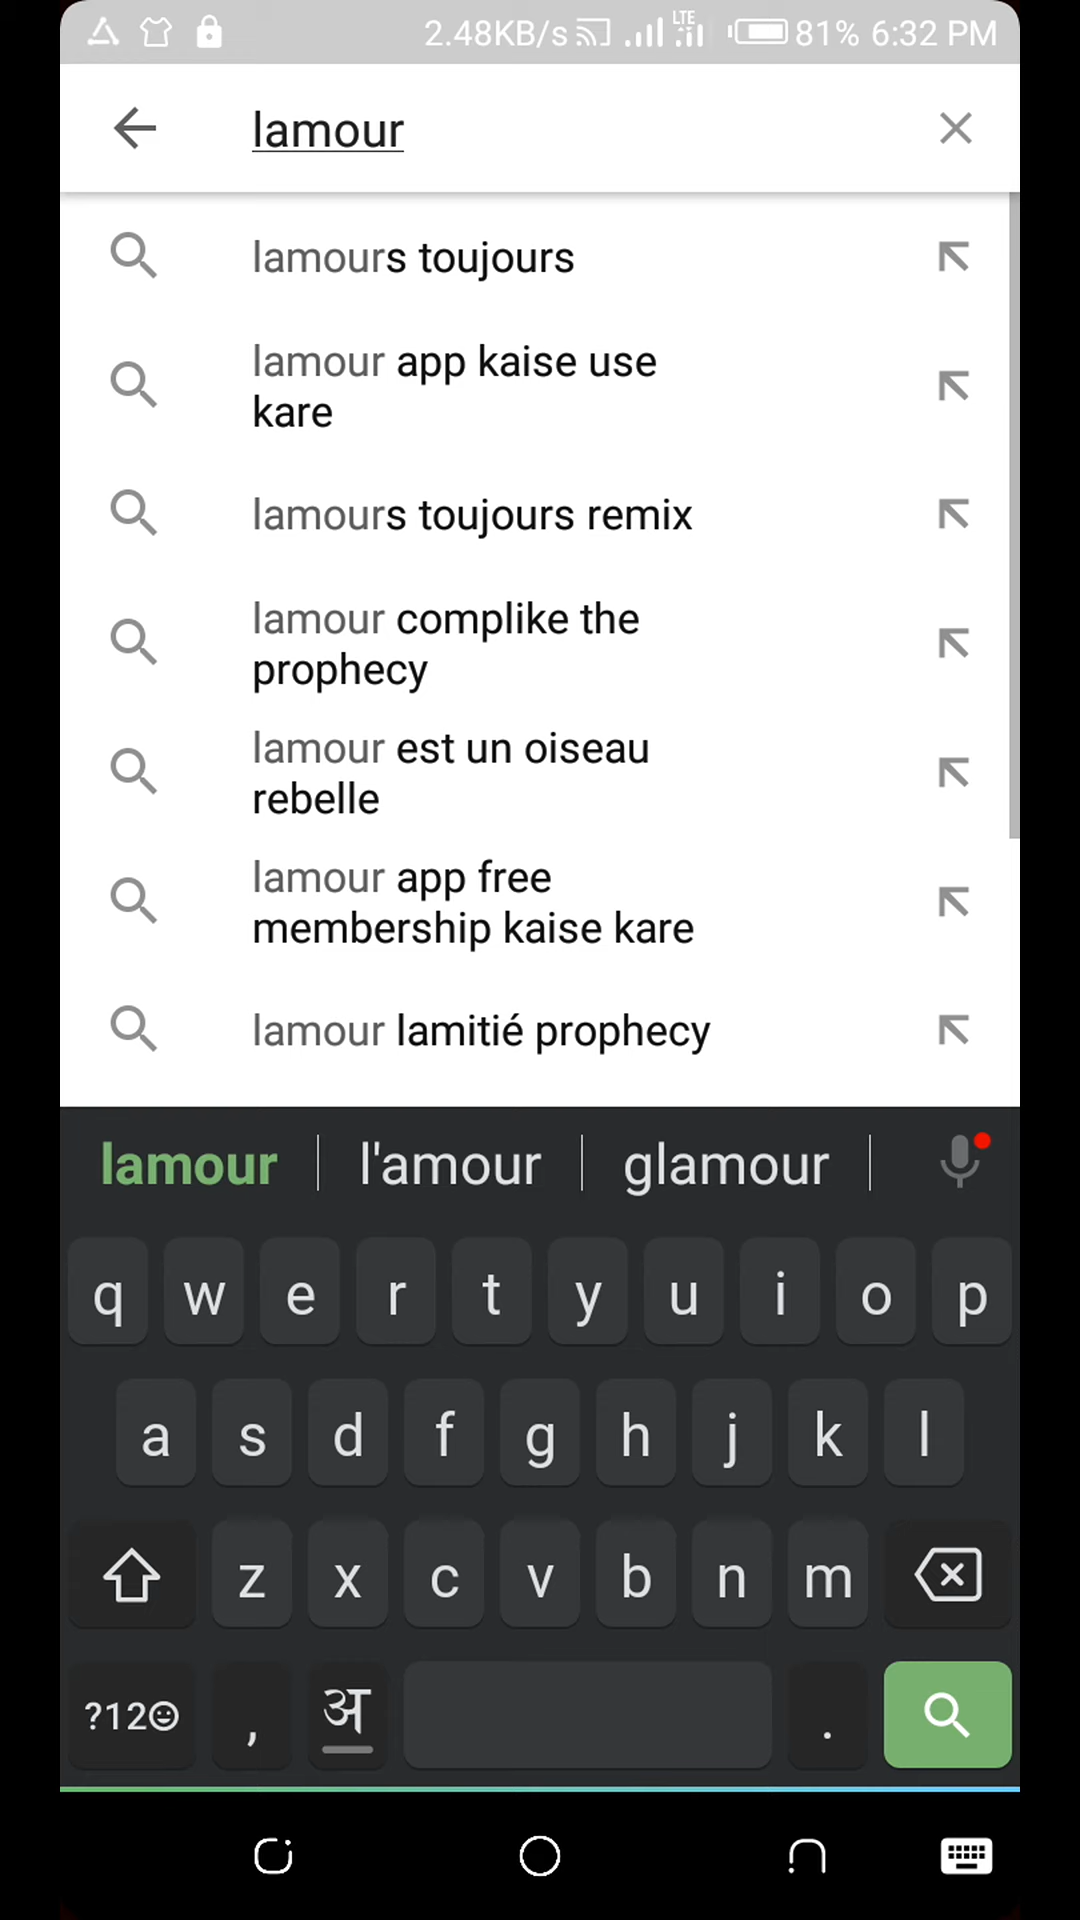 2.48KB/s LTE 81% 6:32 PM
lamour
lamours toujours
lamour app kaise use
kare
lamours toujours remix
lamour complike the
prophecy
lamour est un oiseau
rebelle
lamour app free
membership kaise kare
lamour lamitié prophecy
lamour l'amour glamour
q w e r t y u i o p
a s d f g h j k l
z x c v b n m
?12☺ , अ .